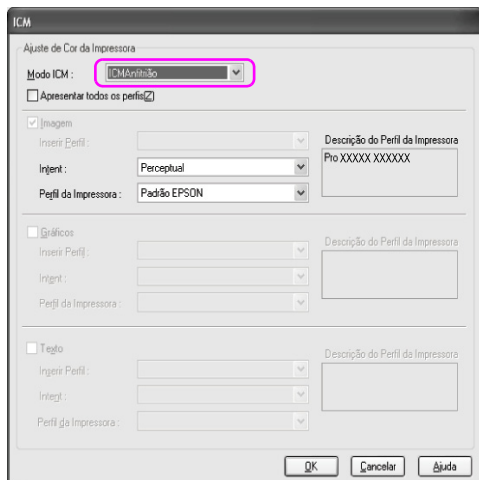 ICM
Ajuste de Cor da Impressora
Modo ICM : ICMAnfitrião
Apresentar todos os perfis(Z)
Imagem
Inserir Perfil :
Descrição do Perfil da Impressora
Intent : Perceptual
Pro XXXXX XXXXXX
Perfil da Impressora : Padrão EPSON
Gráficos
Inserir Perfil :
Descrição do Perfil da Impressora
Intent :
Perfil da Impressora :
Texto
Ingerir Perfil :
Descrição do Perfil da Impressora
Intent :
Perfil da Impressora :
OK Cancelar Ajuda